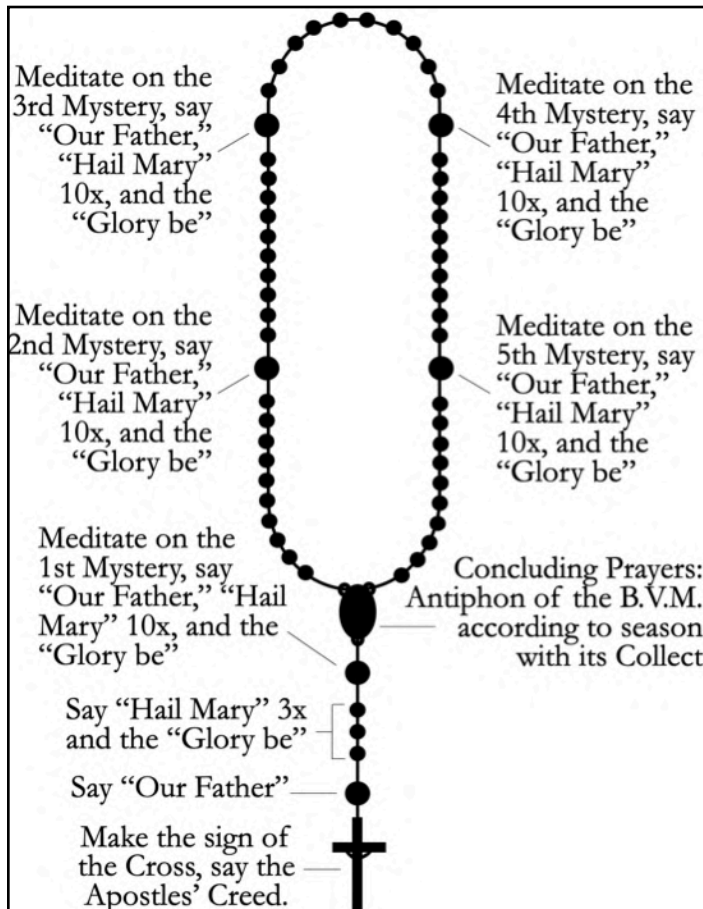 Meditate on the
3rd Mystery, say
“Our Father,”
“Hail Mary”
10x, and the
“Glory be”
Meditate on the
4th Mystery, say
“Our Father,”
“Hail Mary”
10x, and the
“Glory be”
Meditate on the
2nd Mystery, say
“Our Father,”
“Hail Mary”
10x, and the
“Glory be”
Meditate on the
5th Mystery, say
“Our Father,”
“Hail Mary”
10x, and the
“Glory be”
Meditate on the
1st Mystery, say
“Our Father,” “Hail
Mary” 10x, and the
“Glory be”
Concluding Prayers:
Antiphon of the B.V.M.
according to season
with its Collect
Say “Hail Mary” 3x
and the “Glory be”
Say “Our Father”
Make the sign of
the Cross, say the
Apostles’ Creed.